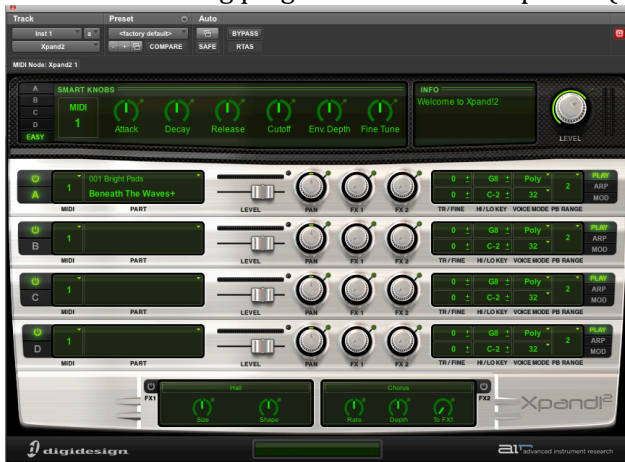 Track Preset Auto
Inst 1 a <factory default> BYPASS
Xpand2 - + COMPARE SAFE RTAS
MIDI Node: Xpand2 1
A
B
C
D
EASY
SMART KNOBS
MIDI
1
Attack Decay Release Cutoff Env. Depth Fine Tune
INFO
Welcome to Xpand!2
LEVEL
A 1 001 Bright Pads
Beneath The Waves+
0 ± G8 ± Poly 2 PLAY
0 ± C-2 ± 32 ARP
MOD
MIDI PART LEVEL PAN FX 1 FX 2 TR / FINE HI / LO KEY VOICE MODE PB RANGE
B 1
0 ± G8 ± Poly 2 PLAY
0 ± C-2 ± 32 ARP
MOD
MIDI PART LEVEL PAN FX 1 FX 2 TR / FINE HI / LO KEY VOICE MODE PB RANGE
C 1
0 ± G8 ± Poly 2 PLAY
0 ± C-2 ± 32 ARP
MOD
MIDI PART LEVEL PAN FX 1 FX 2 TR / FINE HI / LO KEY VOICE MODE PB RANGE
D 1
0 ± G8 ± Poly 2 PLAY
0 ± C-2 ± 32 ARP
MOD
MIDI PART LEVEL PAN FX 1 FX 2 TR / FINE HI / LO KEY VOICE MODE PB RANGE
FX1 Hall
Size Shape
Chorus FX2
Rate Depth To FX1
Xpand!2
digidesign
air advanced instrument research